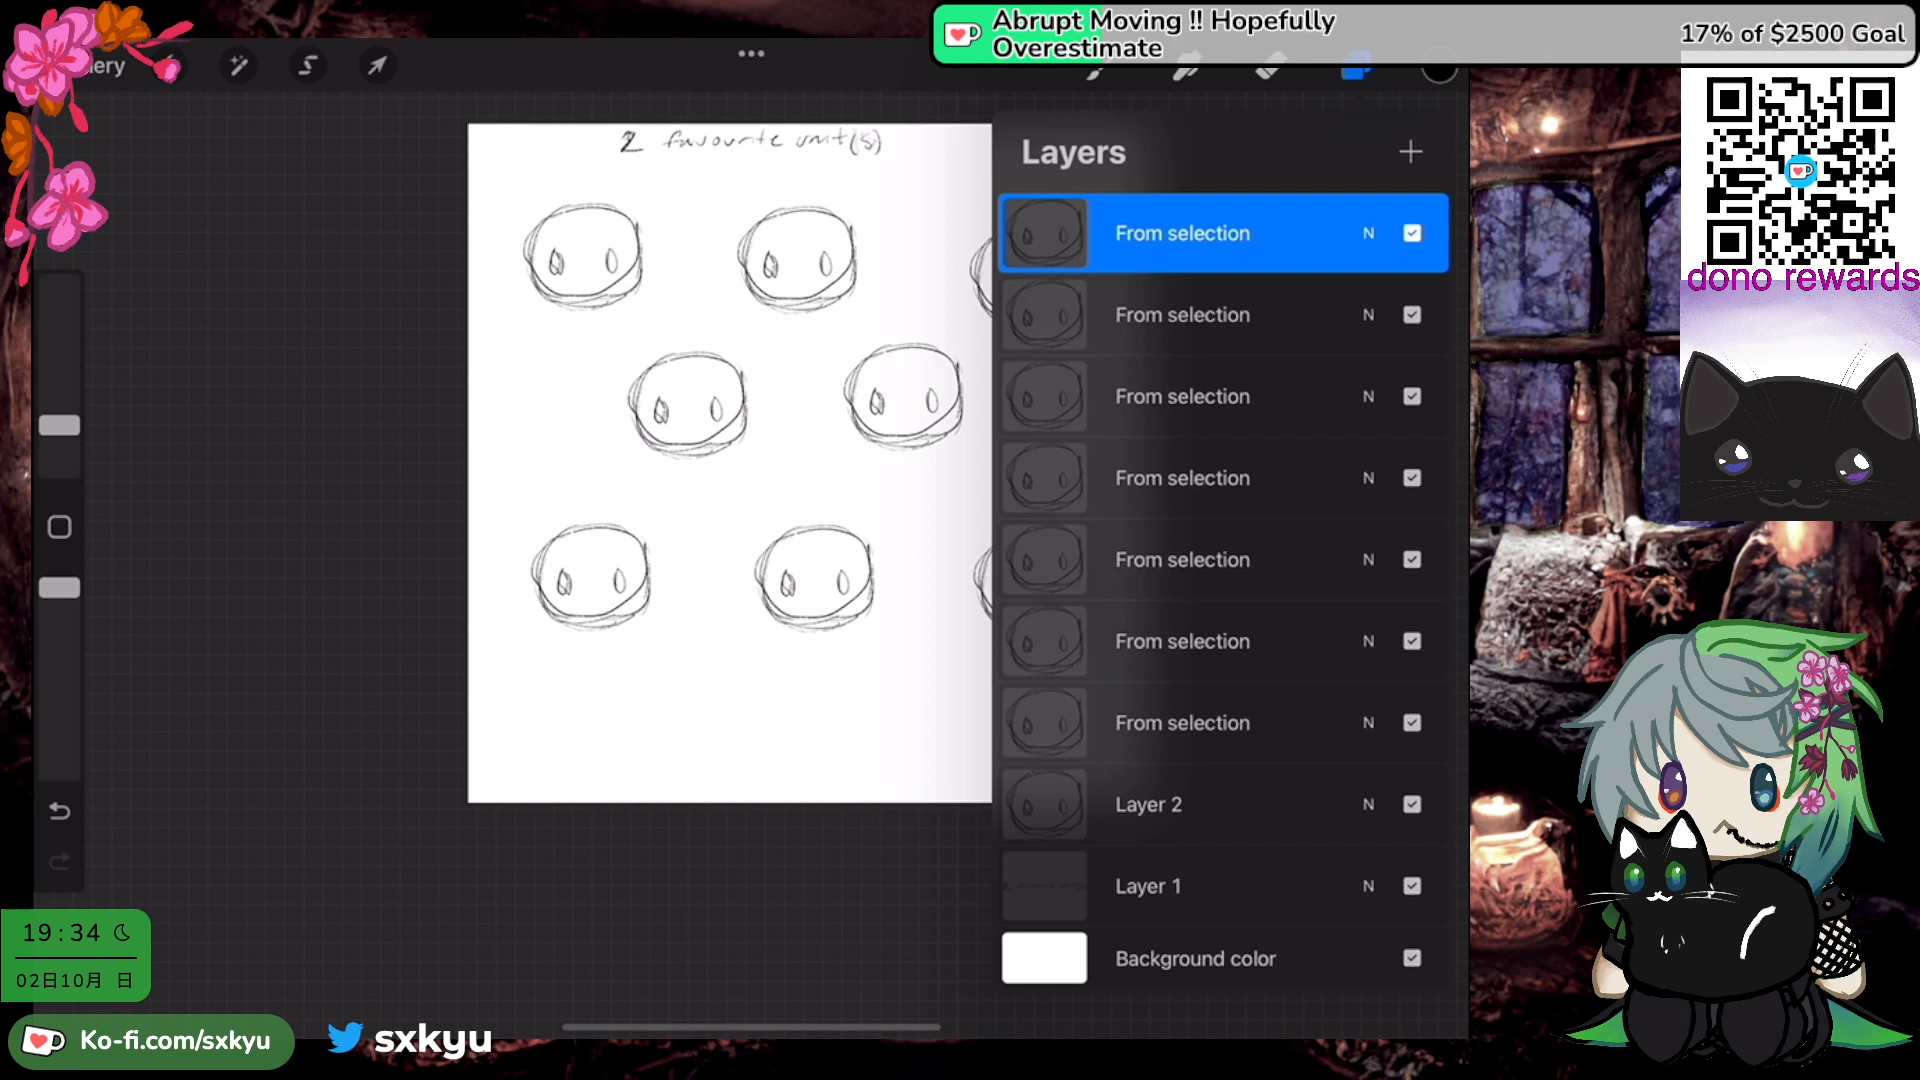 Abrupt Moving !! Hopefully
Overestimate
17% of $2500 Goal
lery
2 favourite unit(s)
Layers
From selection N
From selection N
From selection N
From selection N
From selection N
From selection N
From selection N
Layer 2 N
Layer 1 N
Background color
dono rewards
19:34
02日10月 日
Ko-fi.com/sxkyu
sxkyu